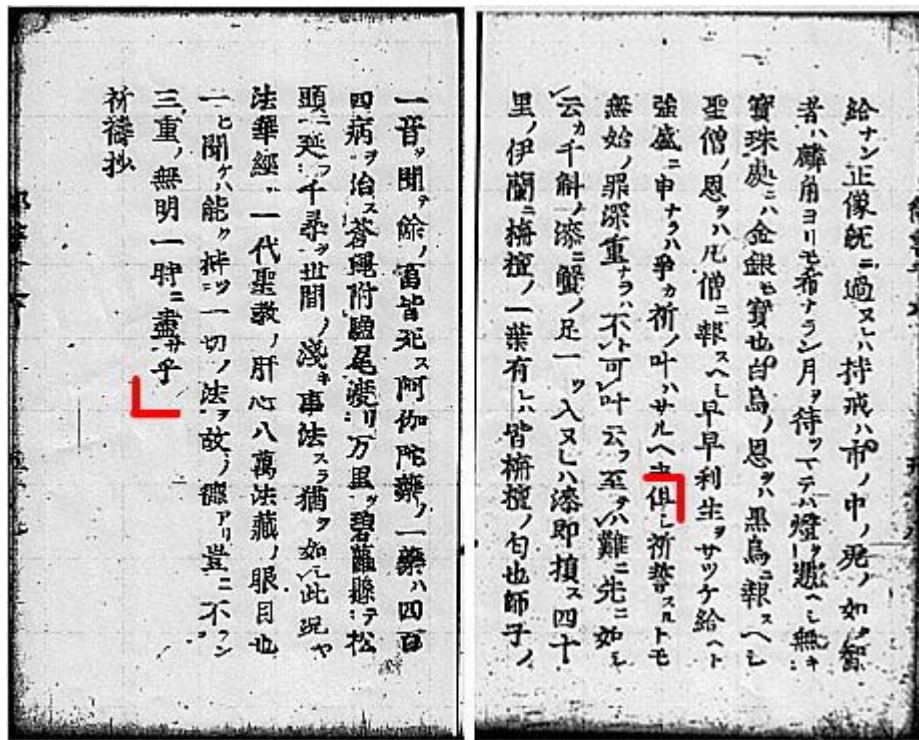 給ナン正像既ニ過ヌレハ持戒ハ市ノ中ノ虎ノ如シ智
者ハ麟角ヨリモ希ナラン月ヲ待ツマテハ燈ヲ憑ヘシ無キ
寳珠處ニハ金銀モ寳也白烏ノ恩ヲハ黒烏ニ報スヘシ
聖僧ノ恩ヲハ凡僧ニ報スヘシ早早利生ヲサツケ給ヘト
強盛ニ申ナラハ爭カ祈ノ叶ハサルヘキ但シ祈誓スルトモ
無始ノ罪深重ナラハ不可叶云フ至ヲハ難ニ先ニ如シ
云カ千斛ノ漆ニ蟹ノ足一ツ入ヌレハ漆即損ス四十
里ノ伊蘭ニ栴檀ノ一葉有レハ皆栴檀ノ匂也師子ノ
一音ヲ聞テ餘ノ畜皆死ス阿伽陀藥ノ一藥ハ四百
四病ヲ治ス蒼蠅附驥尾渡リ万里ヲ碧蘿懸テ松
頭ニ延フ千尋ヲ世間ノ淺キ事法スラ猶ヲ如此況ヤ
法華經ハ一代聖教ノ肝心八萬法藏ノ眼目也
一ヒ聞ケハ能ク持ツ一切ノ法ヲ故ノ德アリ豈ニ不ラン
三重ノ無明一時ニ盡サ乎
祈禱抄